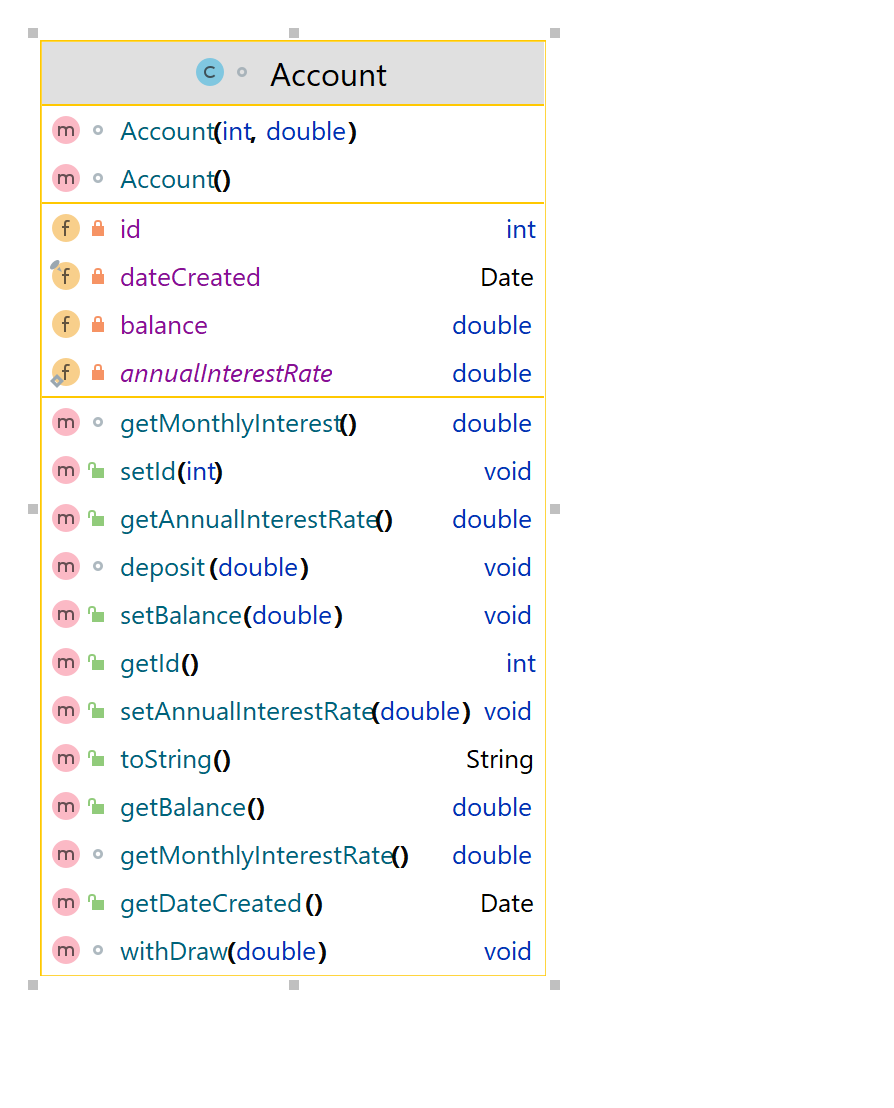 C Account
m Account(int, double)
m Account()
f id int
f dateCreated Date
f balance double
f annualInterestRate double
m getMonthlyInterest() double
m setId(int) void
m getAnnualInterestRate() double
m deposit(double) void
m setBalance(double) void
m getId() int
m setAnnualInterestRate(double) void
m toString() String
m getBalance() double
m getMonthlyInterestRate() double
m getDateCreated() Date
m withDraw(double) void